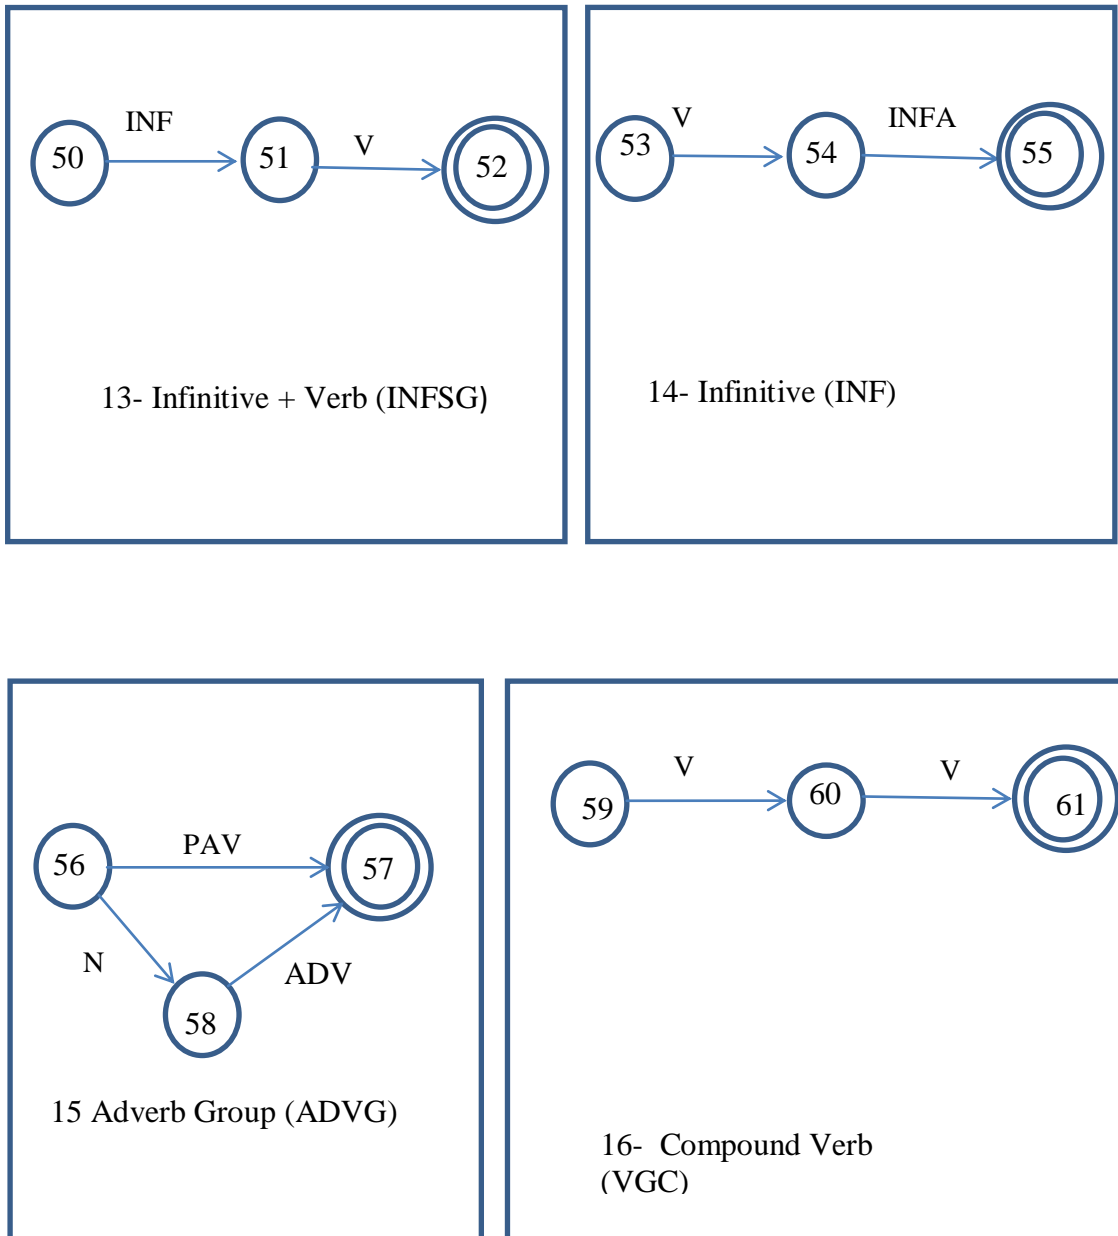 INF
V
50
51
52
13- Infinitive + Verb (INFSG)
V
INFA
53
54
55
14- Infinitive (INF)
56
PAV
57
N
ADV
58
15 Adverb Group (ADVG)
V
V
59
60
61
16- Compound Verb
(VGC)